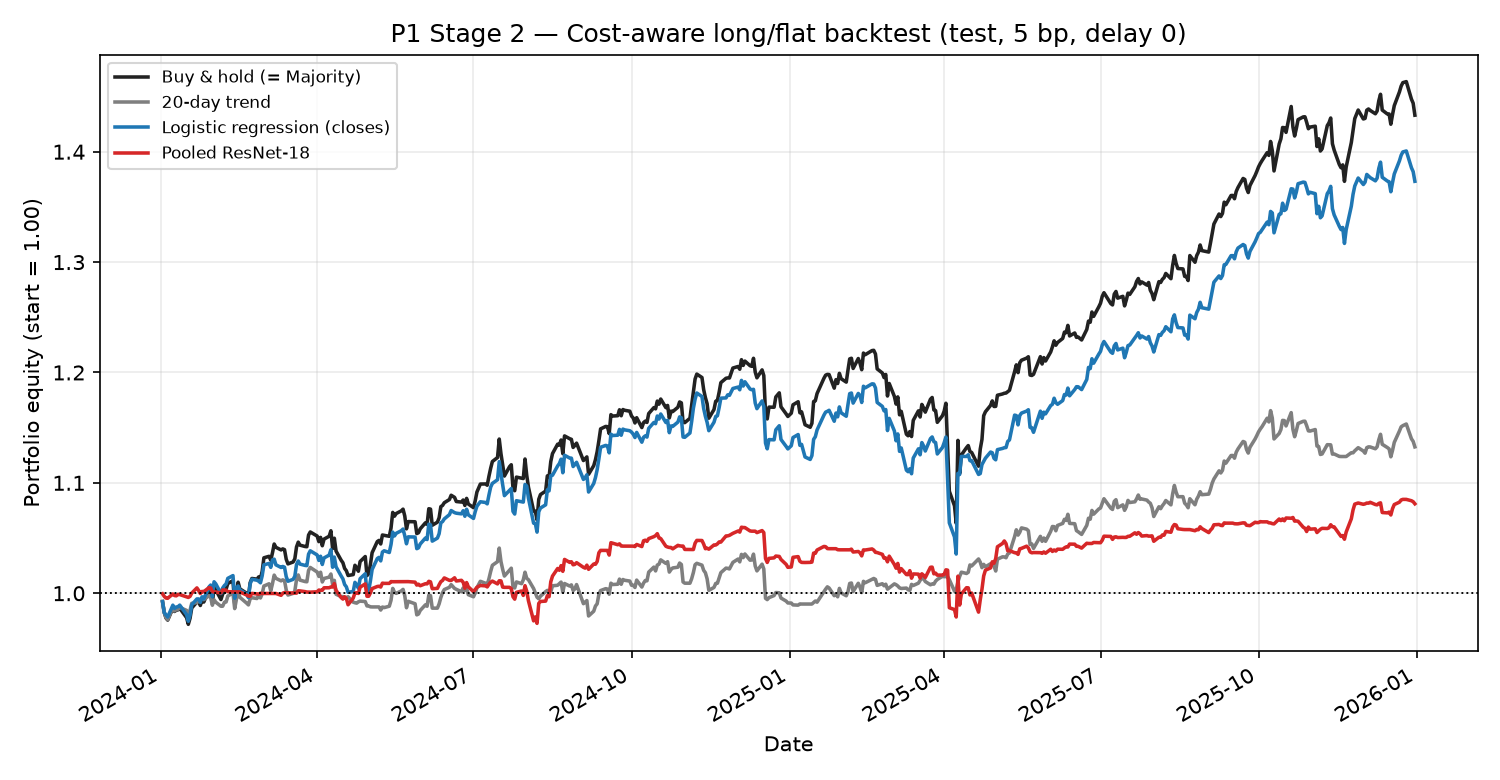 P1 Stage 2 — Cost-aware long/flat backtest (test, 5 bp, delay 0)
Buy & hold (= Majority)
20-day trend
Logistic regression (closes)
Pooled ResNet-18
Portfolio equity (start = 1.00)
1.4
1.3
1.2
1.1
1.0
2024-01
2024-04
2024-07
2024-10
2025-01
2025-04
2025-07
2025-10
2026-01
Date